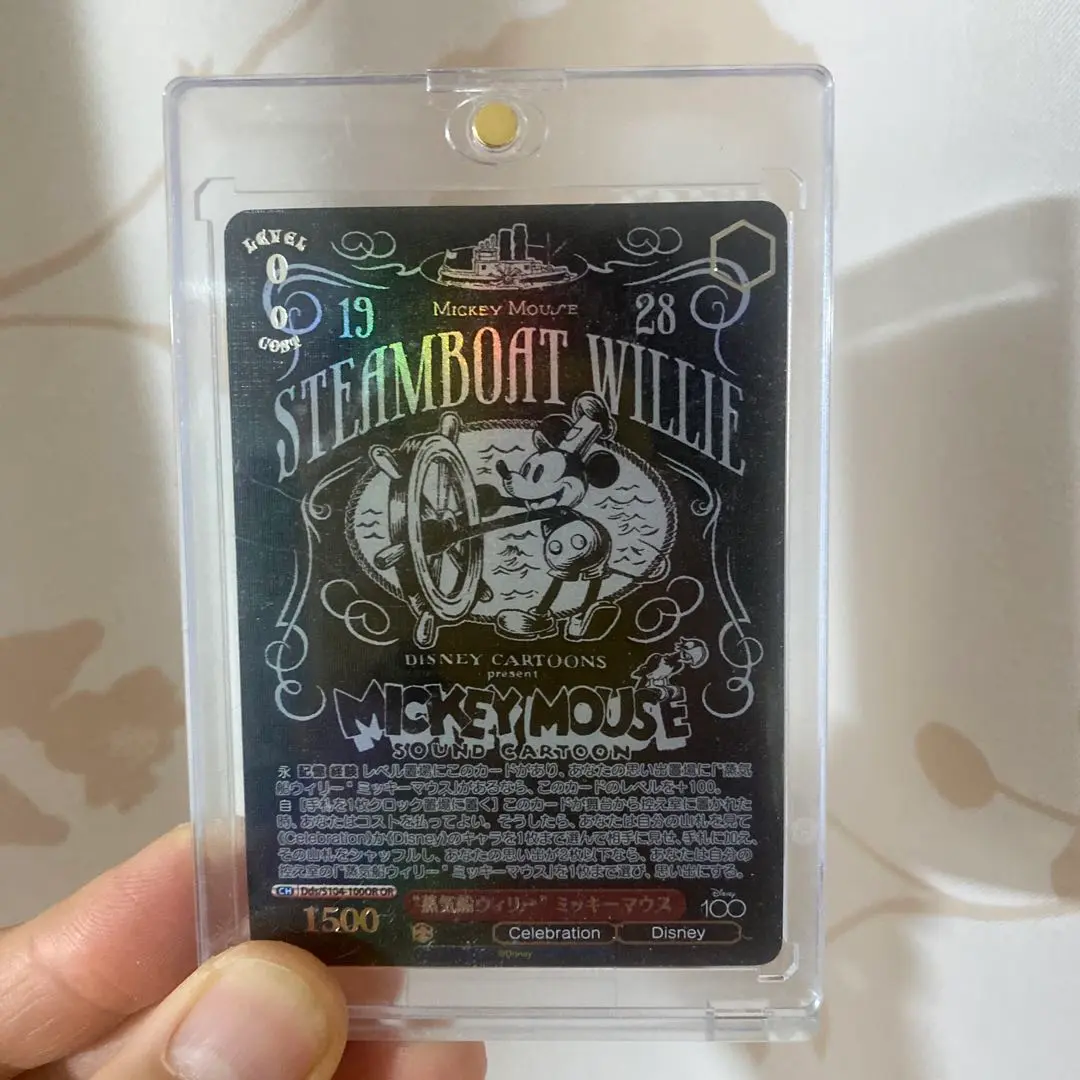 LEVEL
0
0
COST
19
MICKEY MOUSE
28
STEAMBOAT WILLIE
DISNEY CARTOONS
present
MICKEY MOUSE
SOUND CARTOON
永 記憶 経験 レベル置場にこのカードがあり、あなたの思い出置場に「“蒸気
船ウィリー” ミッキーマウス」があるなら、このカードのレベルを+100。
自 [手札を1枚クロック置場に置く] このカードが舞台から控え室に置かれた
時、あなたはコストを払ってよい。そうしたら、あなたは自分の山札を見て
《Celebration》か《Disney》のキャラを1枚まで選んで相手に見せ、手札に加え、
その山札をシャッフルし、あなたの思い出が2枚以下なら、あなたは自分の
控え室の「“蒸気船ウィリー” ミッキーマウス」を1枚まで選び、思い出にする。
CH Dds/S104-100OR OR
1500
“蒸気船ウィリー” ミッキーマウス
Disney
100
Celebration
Disney
©Disney